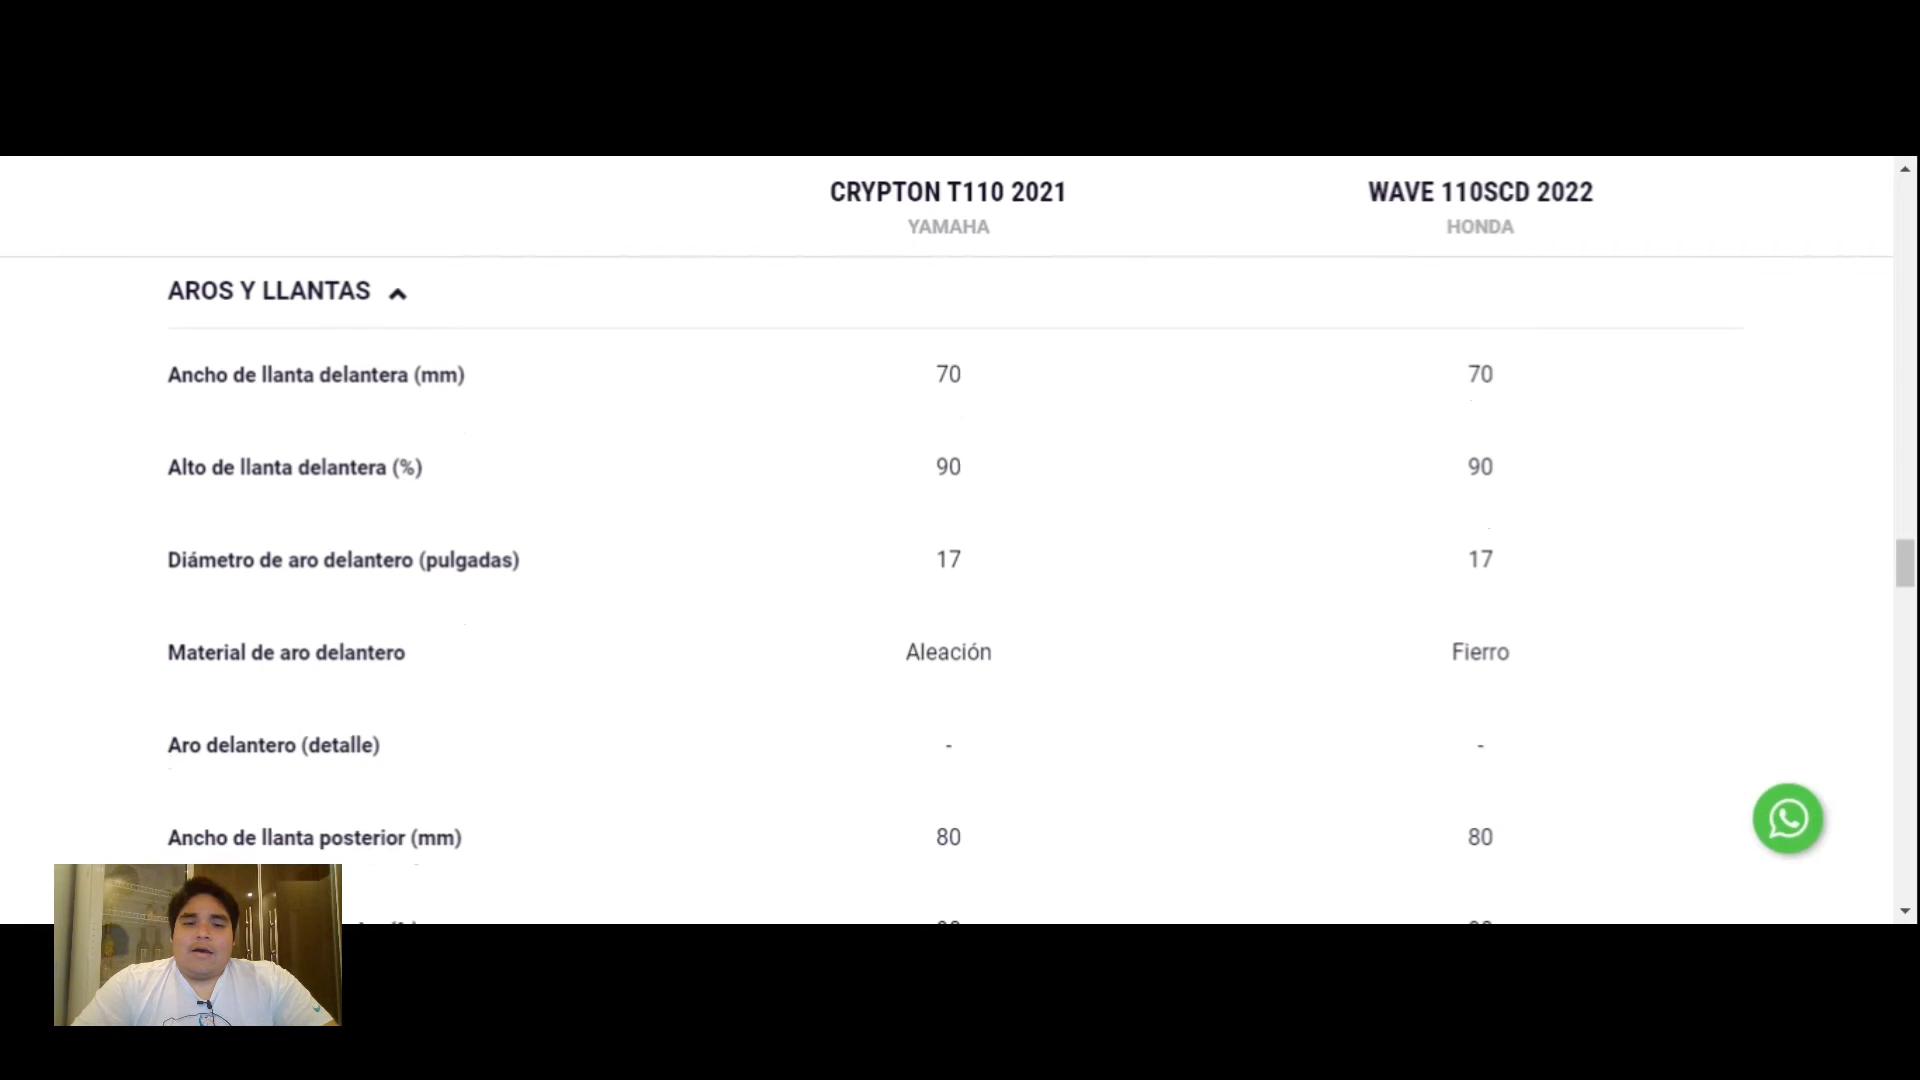 CRYPTON T110 2021 WAVE 110SCD 2022
YAMAHA HONDA
AROS Y LLANTAS
Ancho de llanta delantera (mm) 70 70
Alto de llanta delantera (%) 90 90
Diámetro de aro delantero (pulgadas) 17 17
Material de aro delantero Aleación Fierro
Aro delantero (detalle) - -
Ancho de llanta posterior (mm) 80 80